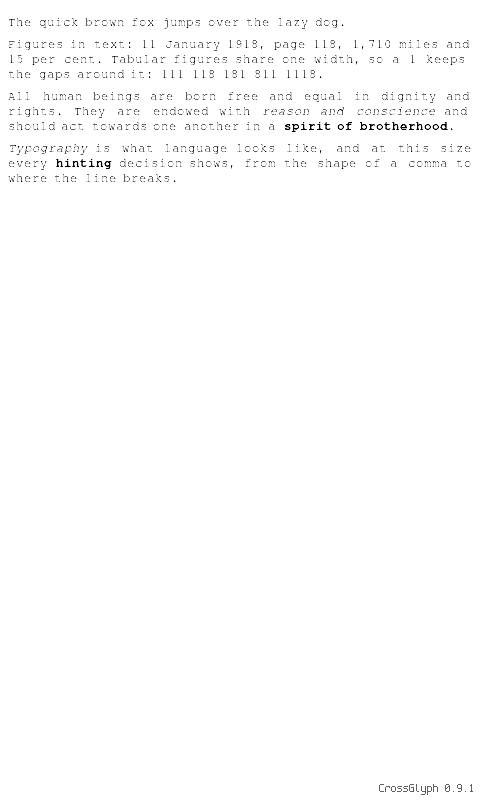 The quick brown fox jumps over the lazy dog.
Figures in text: 11 January 1918, page 118, 1,710 miles and
15 per cent. Tabular figures share one width, so a 1 keeps
the gaps around it: 111 118 181 811 1118.
All human beings are born free and equal in dignity and
rights. They are endowed with reason and conscience and
should act towards one another in a spirit of brotherhood.
Typography is what language looks like, and at this size
every hinting decision shows, from the shape of a comma to
where the line breaks.
CrossGlyph 0.9.1